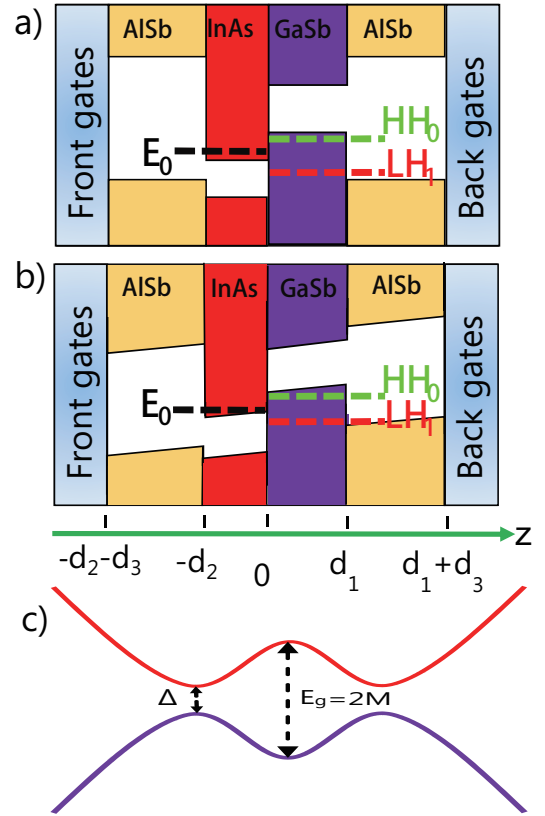 a)
AlSb InAs GaSb AlSb
Front gates
E₀
HH₀
LH₁
Back gates
b)
AlSb InAs GaSb AlSb
Front gates
E₀
HH₀
LH₁
Back gates
z
-d₂-d₃ -d₂ 0 d₁ d₁+d₃
c)
Δ
E_g=2M